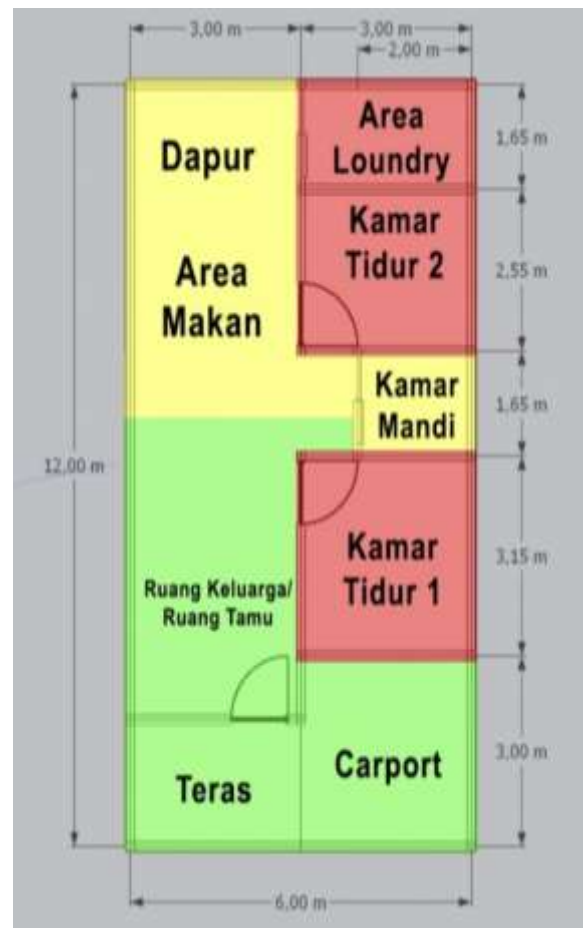 3,00 m
3,00 m
2,00 m
Dapur
Area
Loundry
1,65 m
Kamar
Tidur 2
Area
Makan
2,55 m
Kamar
Mandi
1,65 m
12,00 m
Kamar
Tidur 1
3,15 m
Ruang Keluarga/
Ruang Tamu
Teras
Carport
3,00 m
6,00 m